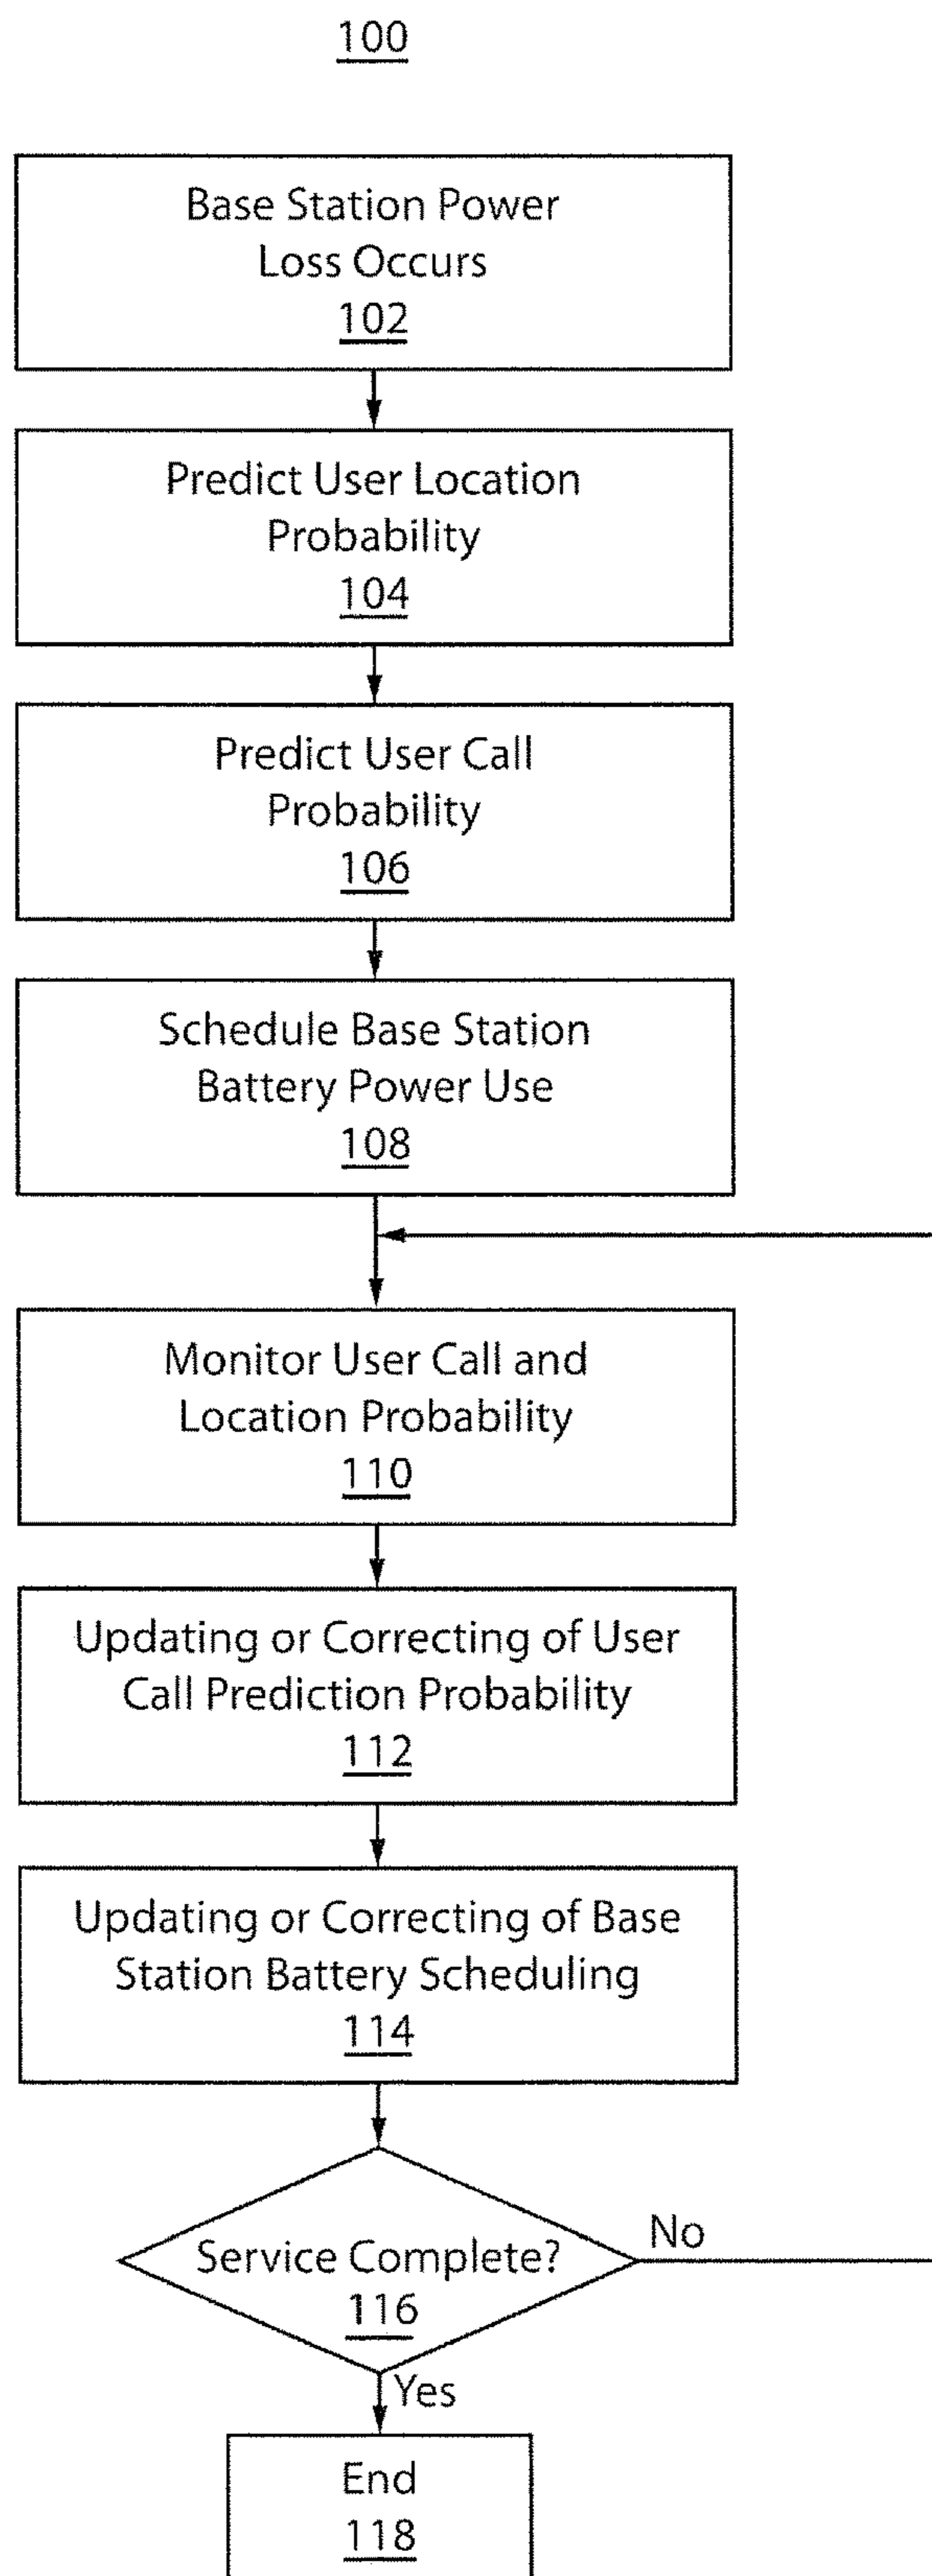 100
Base Station Power
Loss Occurs
102
Predict User Location
Probability
104
Predict User Call
Probability
106
Schedule Base Station
Battery Power Use
108
Monitor User Call and
Location Probability
110
Updating or Correcting of User
Call Prediction Probability
112
Updating or Correcting of Base
Station Battery Scheduling
114
No
Service Complete?
116
Yes
End
118